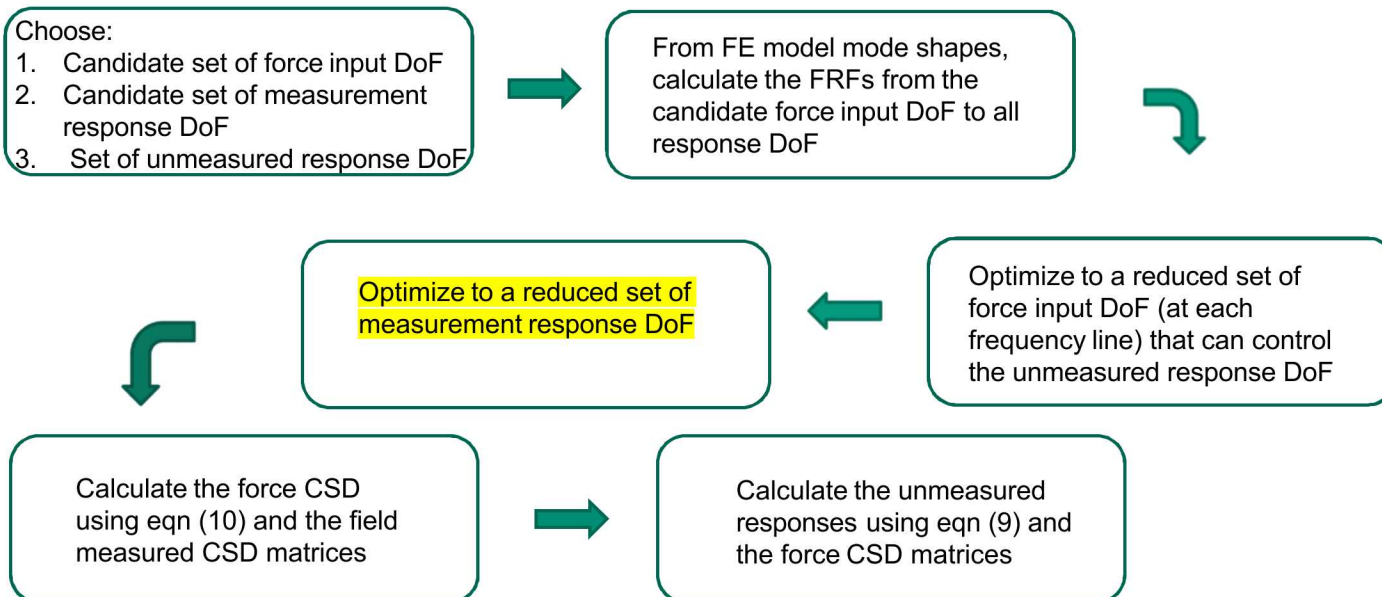 Choose:
1. Candidate set of force input DoF
2. Candidate set of measurement
response DoF
3. Set of unmeasured response DoF
From FE model mode shapes,
calculate the FRFs from the
candidate force input DoF to all
response DoF
Optimize to a reduced set of
force input DoF (at each
frequency line) that can control
the unmeasured response DoF
Optimize to a reduced set of
measurement response DoF
Calculate the force CSD
using eqn (10) and the field
measured CSD matrices
Calculate the unmeasured
responses using eqn (9) and
the force CSD matrices